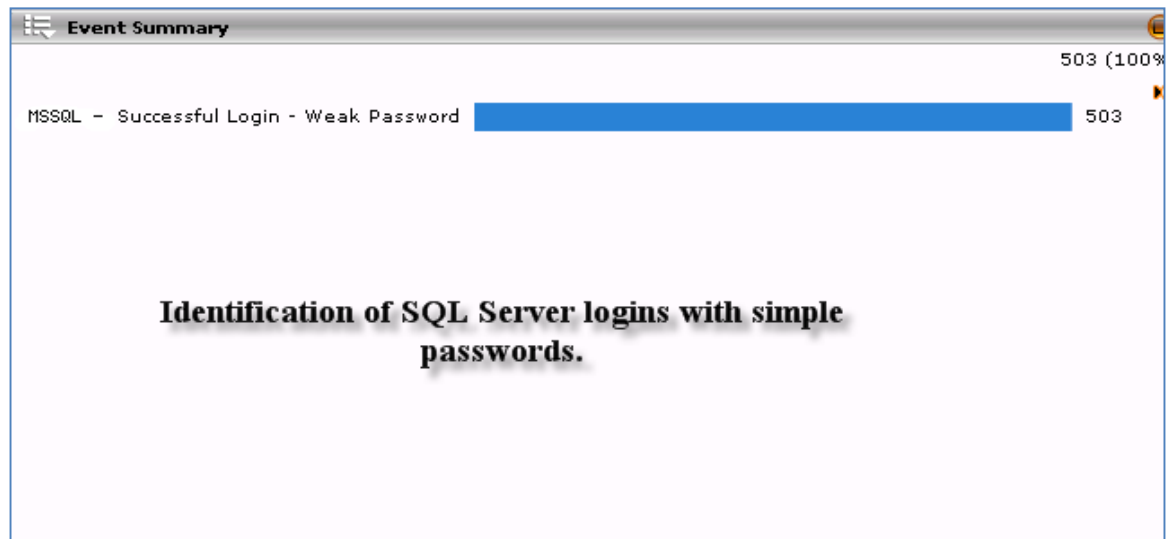 Event Summary
503 (100%
MSSQL – Successful Login - Weak Password 503
Identification of SQL Server logins with simple
passwords.